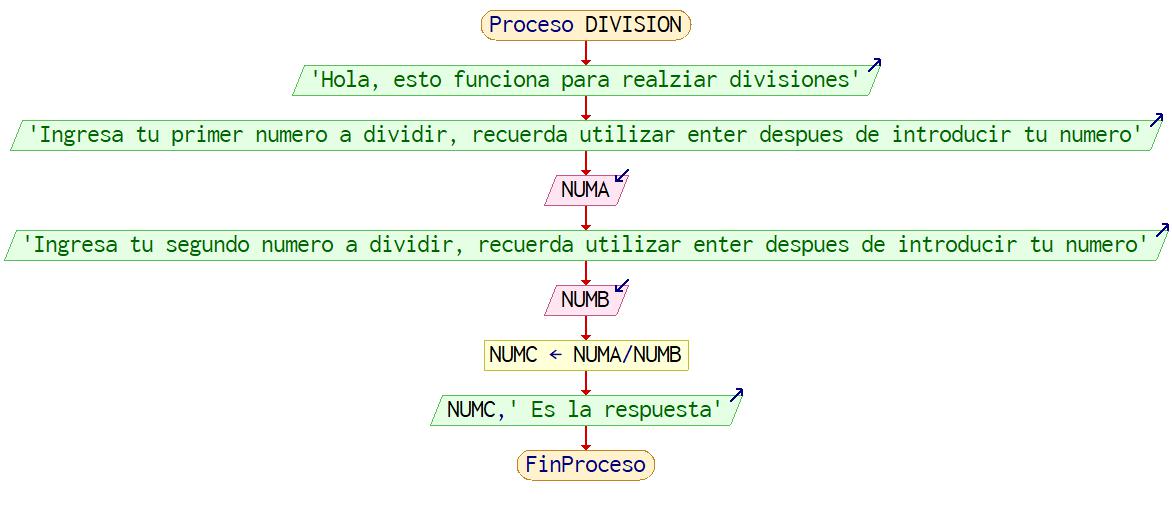 Proceso DIVISION
'Hola, esto funciona para realziar divisiones'
'Ingresa tu primer numero a dividir, recuerda utilizar enter despues de introducir tu numero'
NUMA
'Ingresa tu segundo numero a dividir, recuerda utilizar enter despues de introducir tu numero'
NUMB
NUMC ← NUMA/NUMB
NUMC,' Es la respuesta'
FinProceso